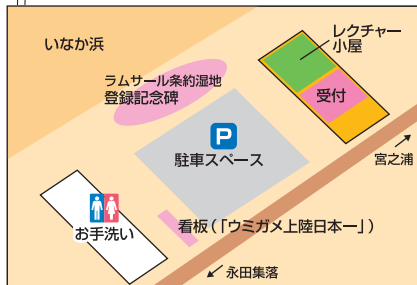 いなか浜
レクチャー
小屋
ラムサール条約湿地
登録記念碑
受付
P
駐車スペース
宮之浦
お手洗い
看板(「ウミガメ上陸日本一」)
永田集落